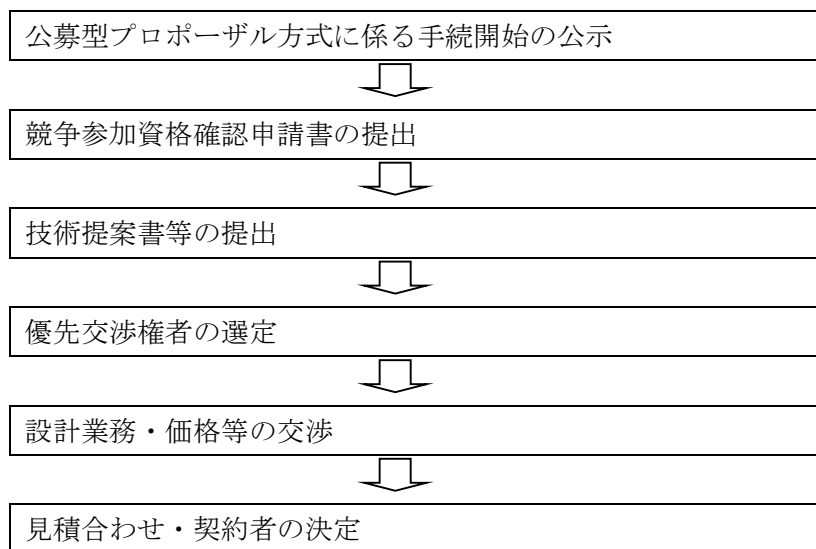 公募型プロポーザル方式に係る手続開始の公示
競争参加資格確認申請書の提出
技術提案書等の提出
優先交渉権者の選定
設計業務・価格等の交渉
見積合わせ・契約者の決定